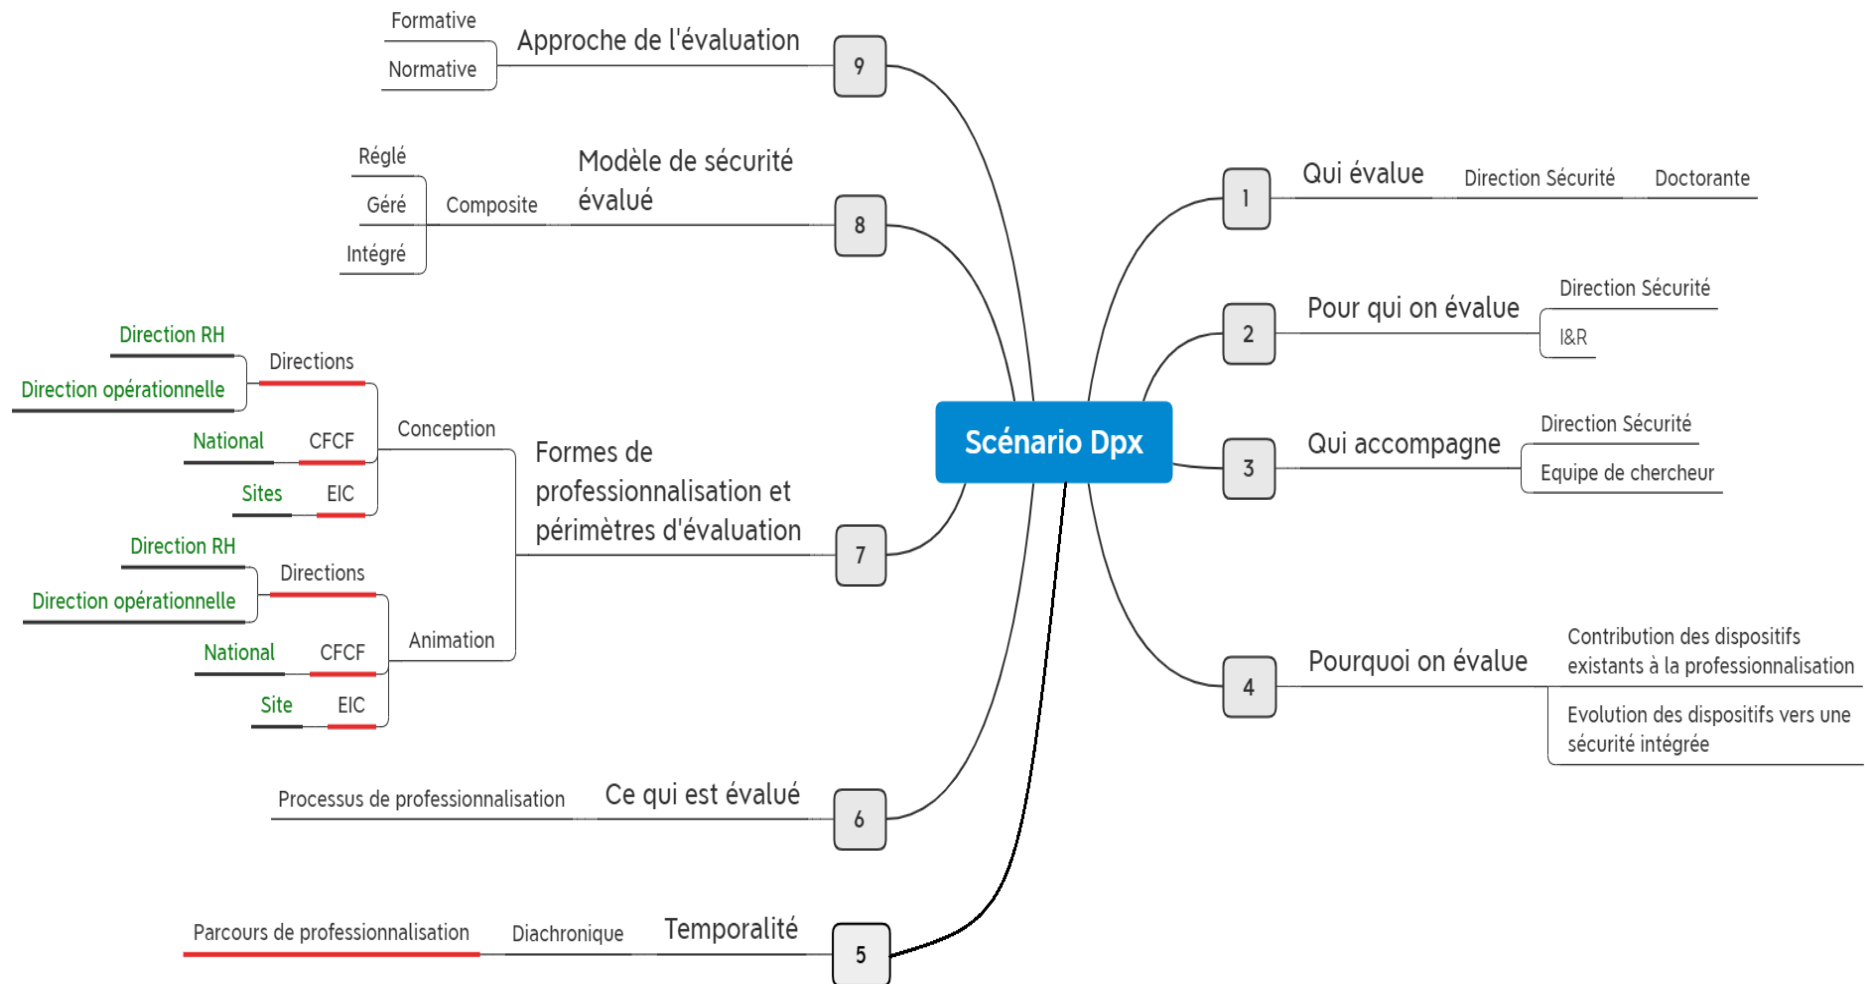 Scénario Dpx
1
Qui évalue
Direction Sécurité
Doctorante
2
Pour qui on évalue
Direction Sécurité
I&R
3
Qui accompagne
Direction Sécurité
Equipe de chercheur
4
Pourquoi on évalue
Contribution des dispositifs
existants à la professionnalisation
Evolution des dispositifs vers une
sécurité intégrée
5
Temporalité
Diachronique
Parcours de professionnalisation
6
Ce qui est évalué
Processus de professionnalisation
7
Formes de
professionnalisation et
périmètres d'évaluation
Conception
Directions
Direction RH
Direction opérationnelle
CFCF
National
EIC
Sites
Animation
Directions
Direction RH
Direction opérationnelle
CFCF
National
EIC
Site
8
Modèle de sécurité
évalué
Composite
Réglé
Géré
Intégré
9
Approche de l'évaluation
Formative
Normative